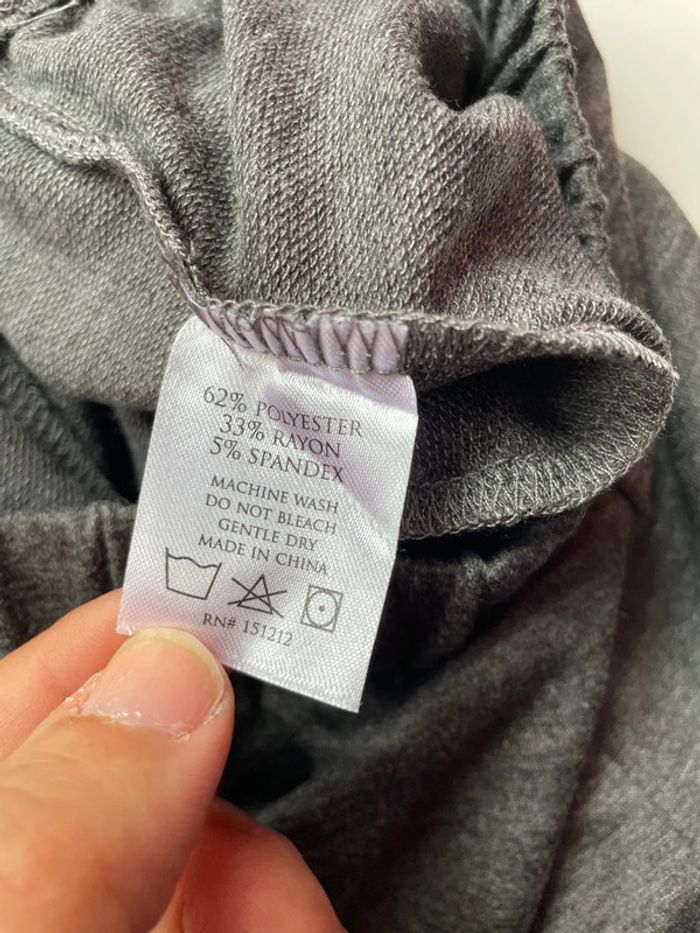 62% POLYESTER
33% RAYON
5% SPANDEX
MACHINE WASH
DO NOT BLEACH
GENTLE DRY
MADE IN CHINA
RN# 151212